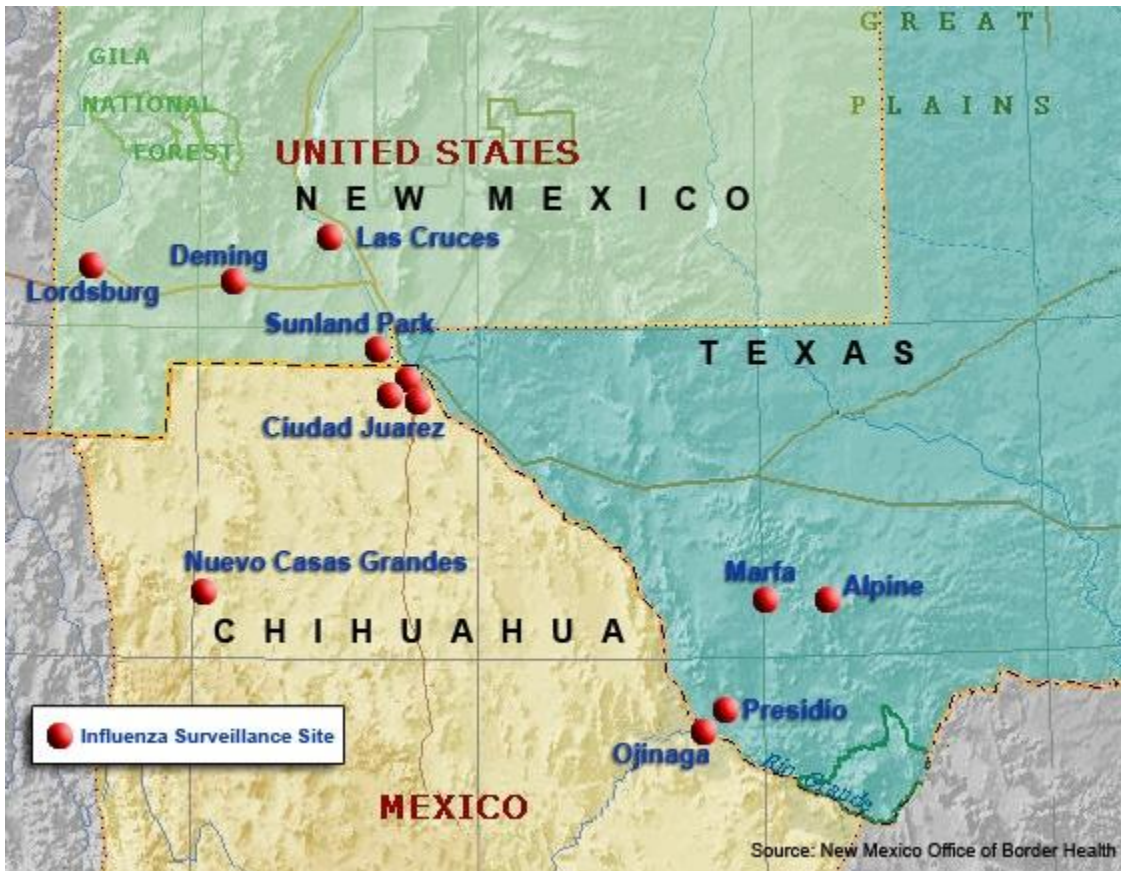 GREAT
PLAINS
GILA
NATIONAL
FOREST
UNITED STATES
NEW MEXICO
Las Cruces
Deming
Lordsburg
Sunland Park
TEXAS
Ciudad Juarez
Nuevo Casas Grandes
CHIHUAHUA
Marfa
Alpine
Presidio
Ojinaga
Rio Grande
Influenza Surveillance Site
MEXICO
Source: New Mexico Office of Border Health